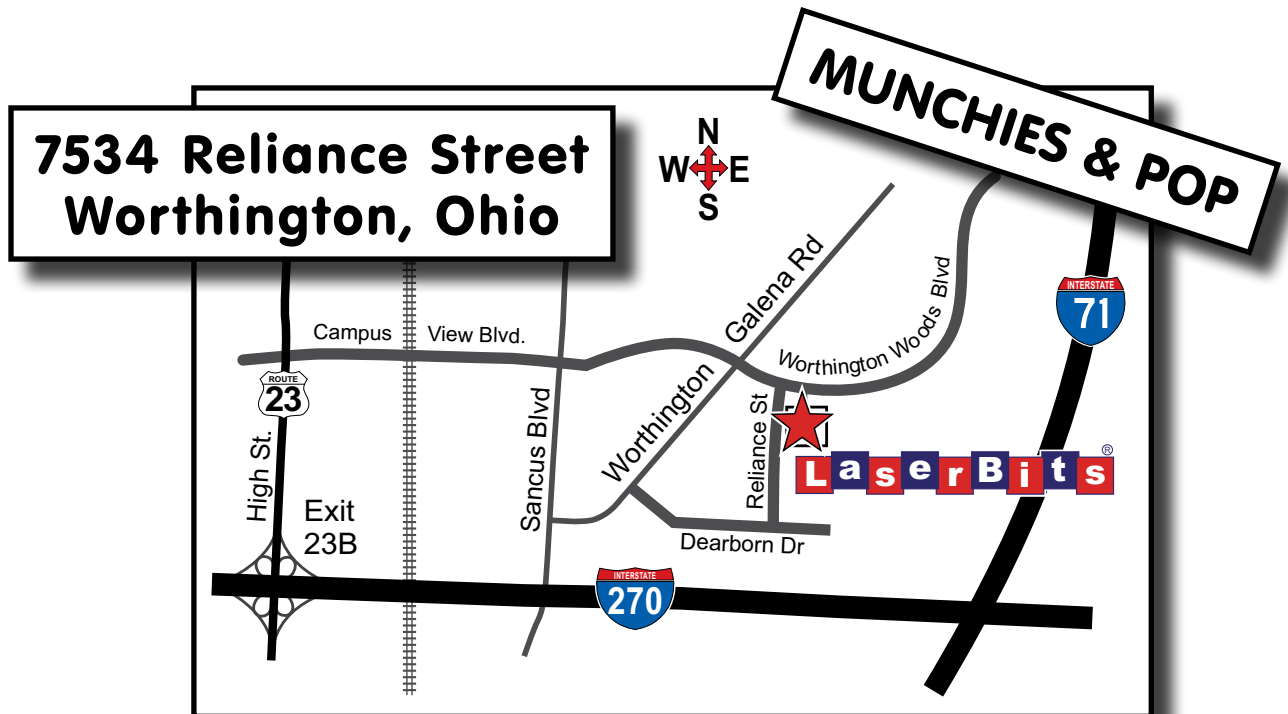 MUNCHIES & POP
7534 Reliance Street
Worthington, Ohio
N
W E
S
Galena Rd
Worthington Woods Blvd
INTERSTATE
71
Campus
View Blvd.
ROUTE
23
High St.
Sancus Blvd
Worthington
Reliance St
LaserBits®
Exit
23B
Dearborn Dr
INTERSTATE
270